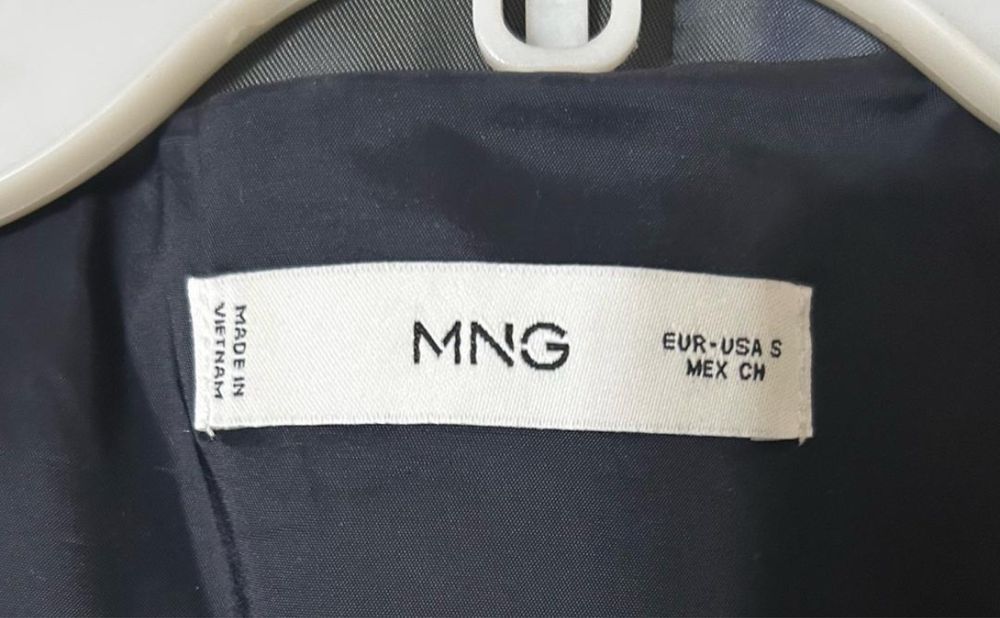 MADE IN
VIETNAM
MNG
EUR-USA S
MEX CH